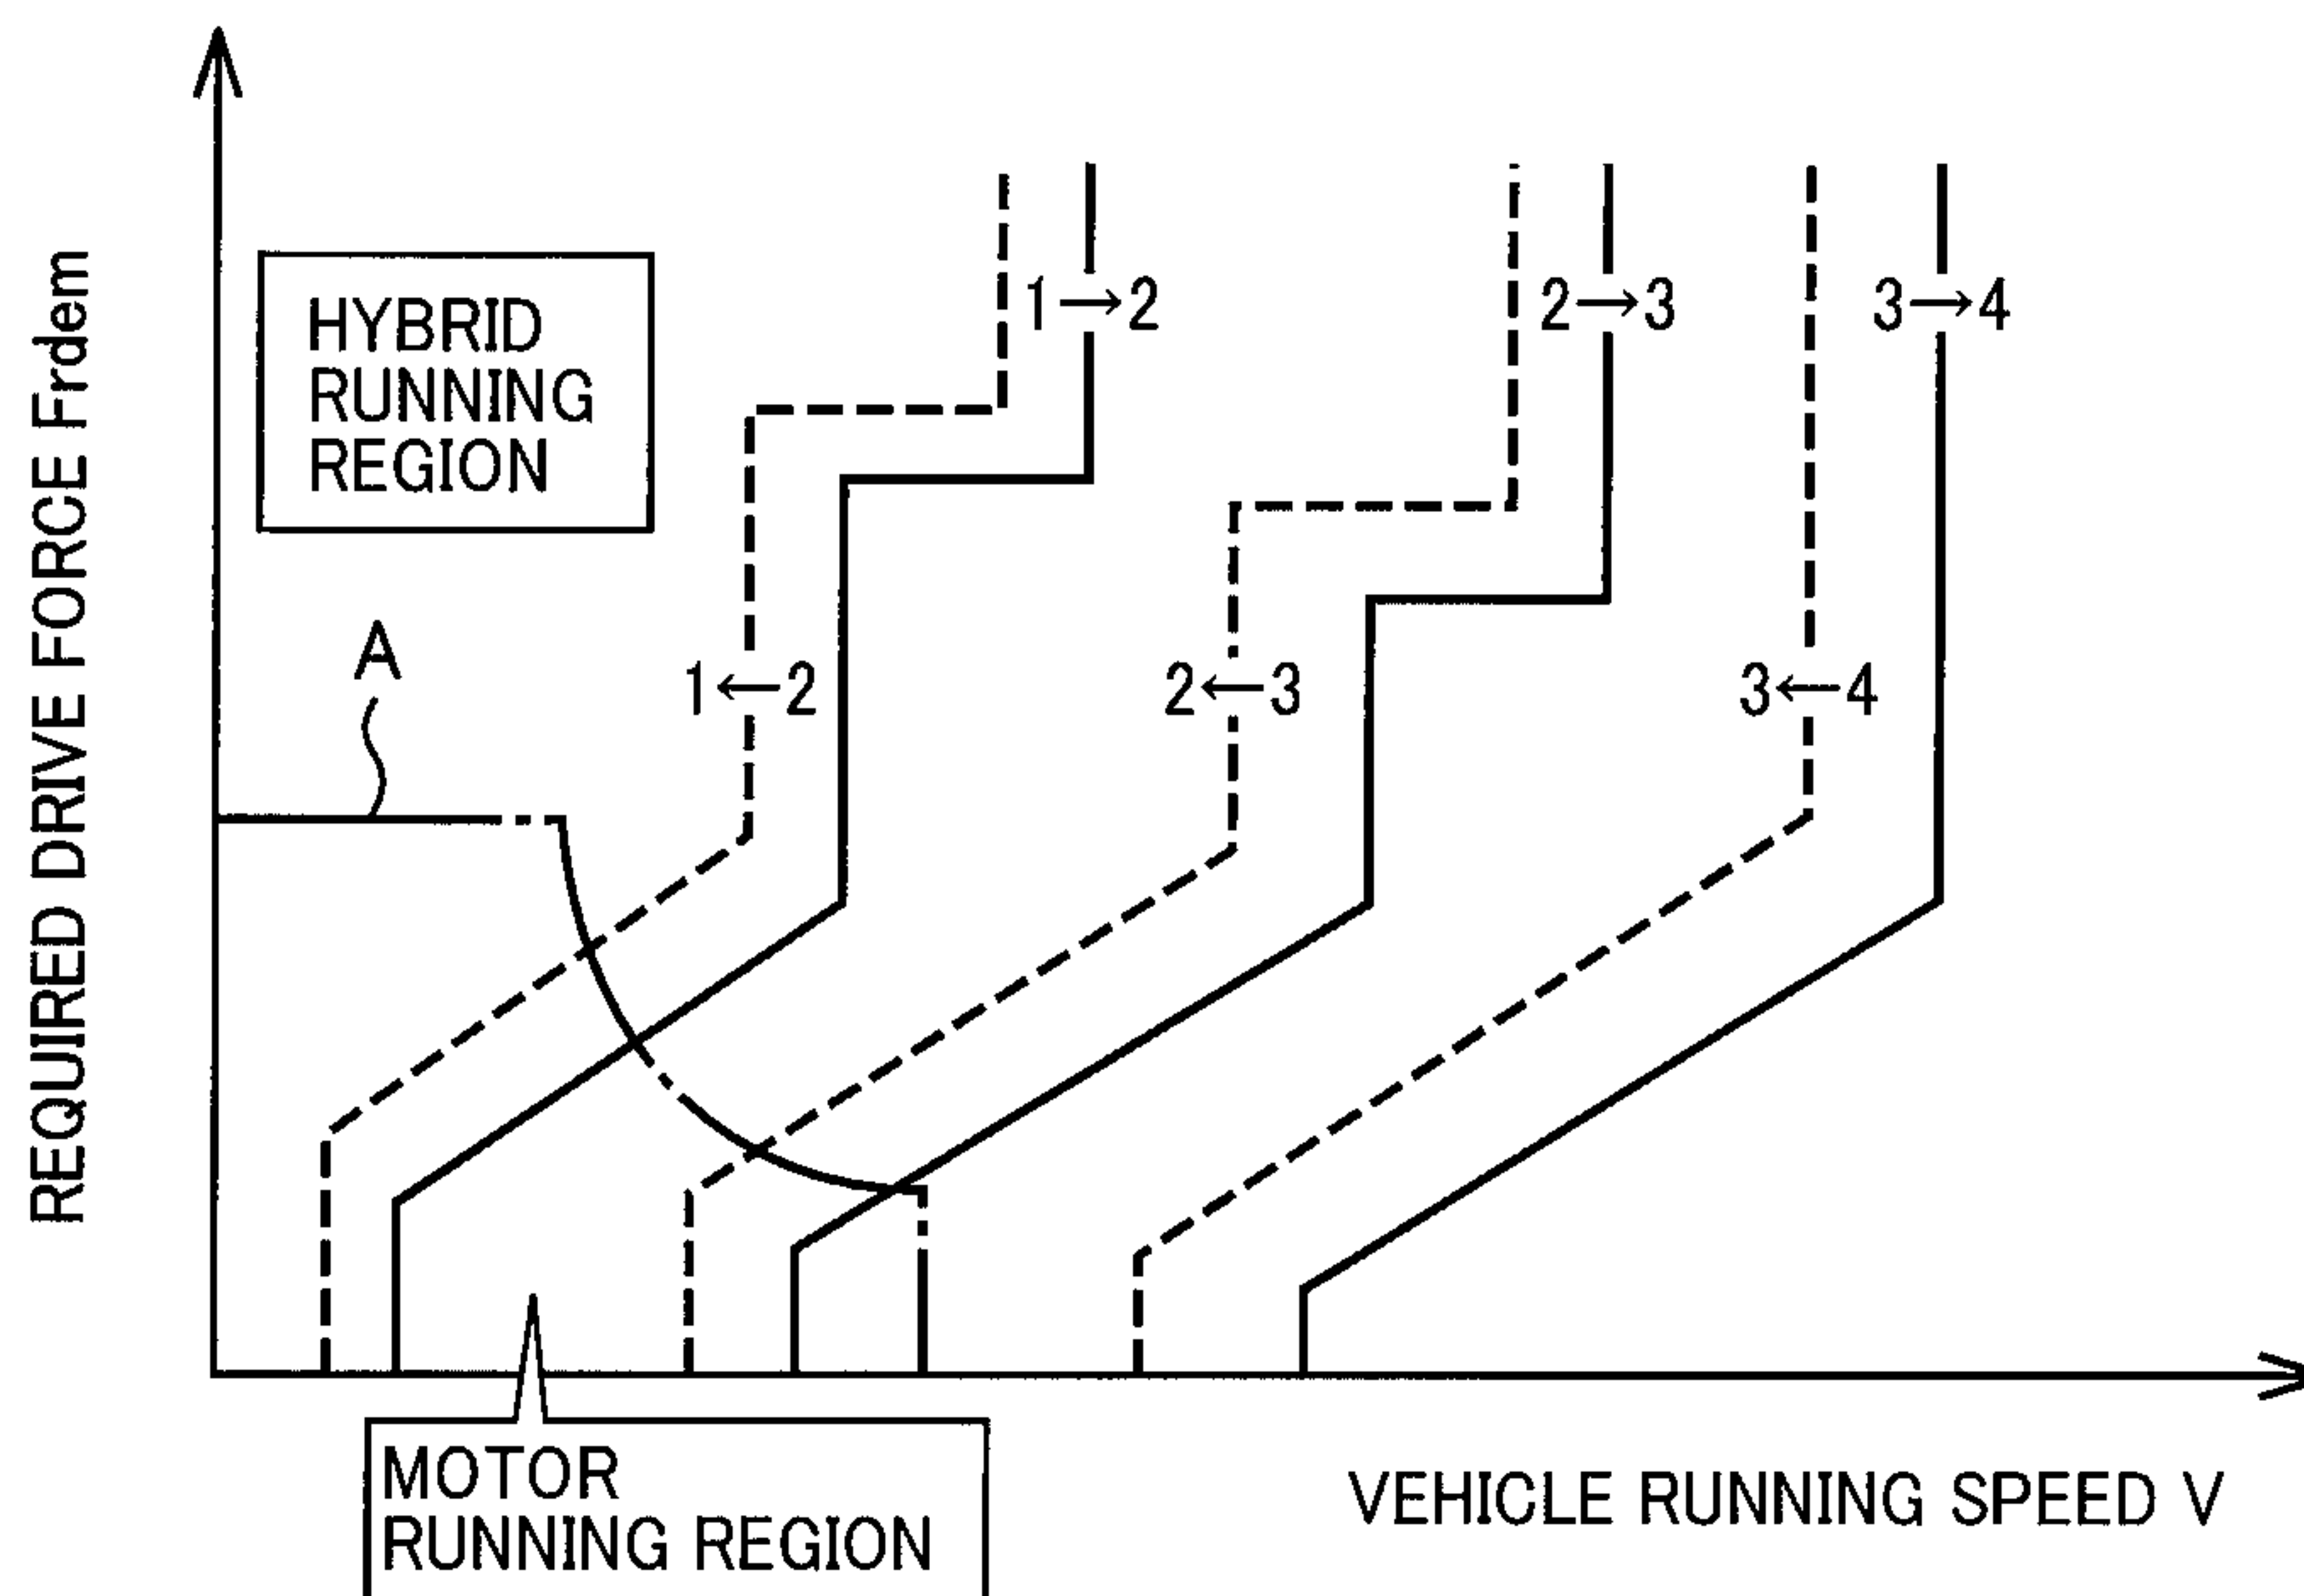 REQUIRED DRIVE FORCE Frdem
HYBRID
RUNNING
REGION
1→2
2→3
3→4
A
1←2
2←3
3←4
MOTOR
RUNNING REGION
VEHICLE RUNNING SPEED V